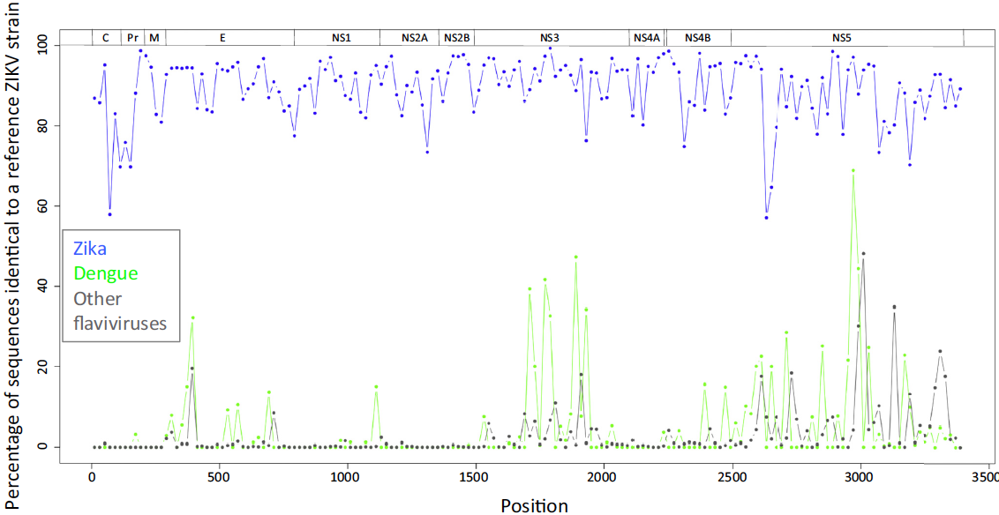 Percentage of sequences identical to a reference ZIKV strain
C Pr M E NS1 NS2A NS2B NS3 NS4A NS4B NS5
100
80
60
40
20
0
Zika
Dengue
Other
flaviviruses
0 500 1000 1500 2000 2500 3000 3500
Position